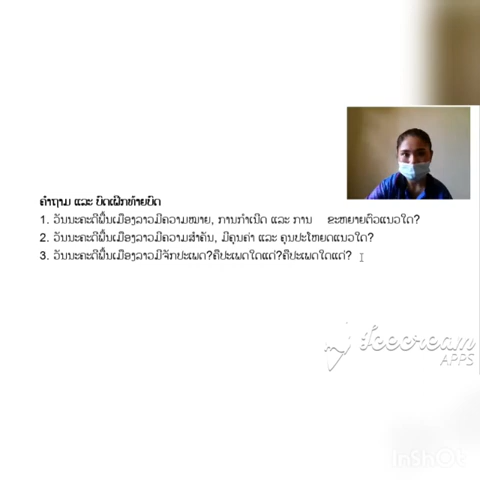 ຄຳຖາມ ແລະ ບົດເຝິກທ້າຍບົດ
1. ວັນນະຄະດີພື້ນເມືອງລາວມີຄວາມໝາຍ, ການກຳເນີດ ແລະ ການ ຂະຫຍາຍຕົວແນວໃດ?
2. ວັນນະຄະດີພື້ນເມືອງລາວມີຄວາມສຳຄັນ, ມີຄຸນຄ່າ ແລະ ຄຸນປະໂຫຍດແນວໃດ?
3. ວັນນະຄະດີພື້ນເມືອງລາວມີຈັກປະເພດ?ຄືປະເພດໃດແດ່?ຄືປະເພດໃດແດ່?
Icecream
APPS
InShOt